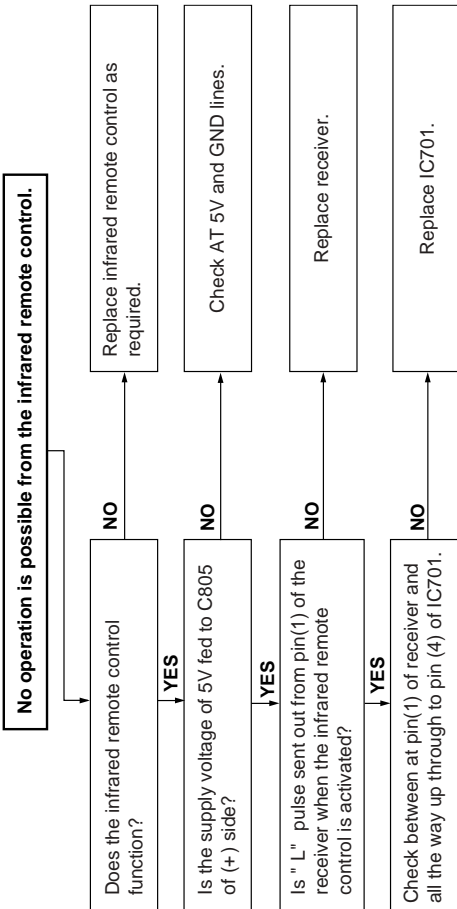 No operation is possible from the infrared remote control.
Does the infrared remote control
function?
NO
Replace infrared remote control as
required.
YES
Is the supply voltage of 5V fed to C805
of (+) side?
NO
Check AT 5V and GND lines.
YES
Is " L" pulse sent out from pin(1) of the
receiver when the infrared remote
control is activated?
NO
Replace receiver.
YES
Check between at pin(1) of receiver and
all the way up through to pin (4) of IC701.
NO
Replace IC701.